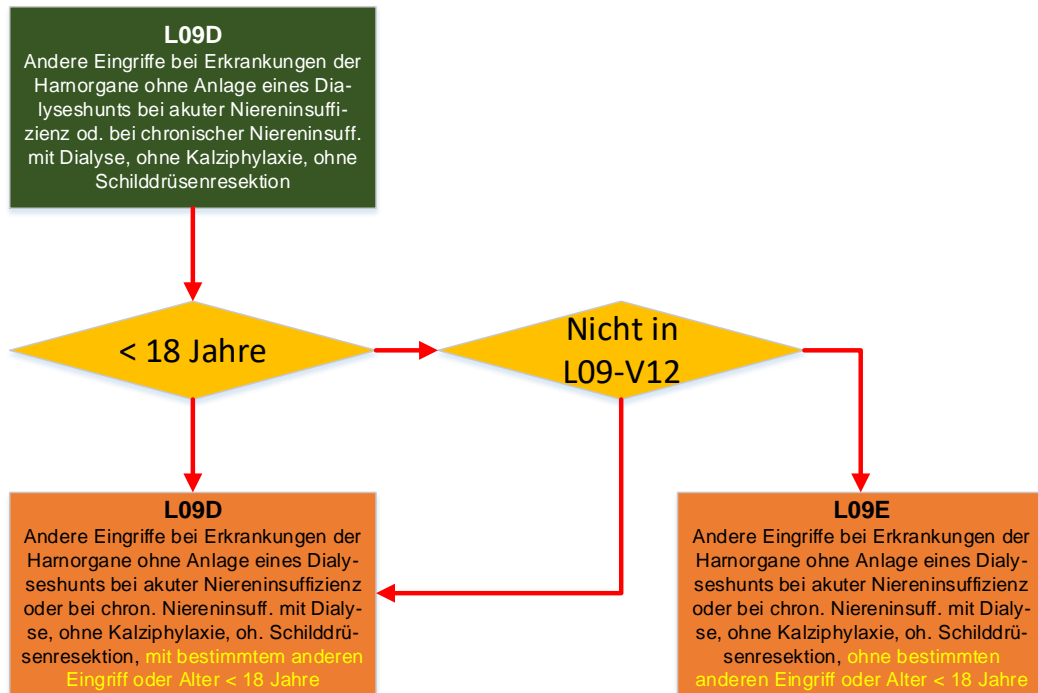 L09D
Andere Eingriffe bei Erkrankungen der
Harnorgane ohne Anlage eines Dia-
lyseshunts bei akuter Niereninsuffi-
zienz od. bei chronischer Niereninsuff.
mit Dialyse, ohne Kalziphylaxie, ohne
Schilddrüsenresektion
< 18 Jahre
Nicht in
L09-V12
L09D
Andere Eingriffe bei Erkrankungen der
Harnorgane ohne Anlage eines Dialy-
seshunts bei akuter Niereninsuffizienz
oder bei chron. Niereninsuff. mit Dialy-
se, ohne Kalziphylaxie, oh. Schilddrü-
senresektion, mit bestimmtem anderen
Eingriff oder Alter < 18 Jahre
L09E
Andere Eingriffe bei Erkrankungen der
Harnorgane ohne Anlage eines Dialy-
seshunts bei akuter Niereninsuffizienz
oder bei chron. Niereninsuff. mit Dialy-
se, ohne Kalziphylaxie, oh. Schilddrü-
senresektion, ohne bestimmten
anderen Eingriff oder Alter < 18 Jahre